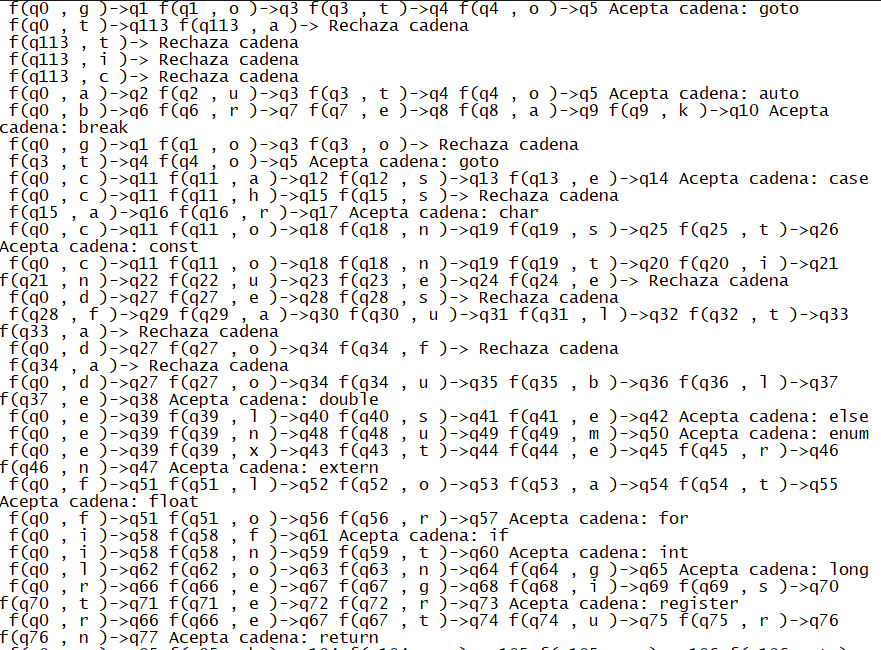 f(q0 , g )->q1 f(q1 , o )->q3 f(q3 , t )->q4 f(q4 , o )->q5 Acepta cadena: goto
f(q0 , t )->q113 f(q113 , a )-> Rechaza cadena
f(q113 , t )-> Rechaza cadena
f(q113 , i )-> Rechaza cadena
f(q113 , c )-> Rechaza cadena
f(q0 , a )->q2 f(q2 , u )->q3 f(q3 , t )->q4 f(q4 , o )->q5 Acepta cadena: auto
f(q0 , b )->q6 f(q6 , r )->q7 f(q7 , e )->q8 f(q8 , a )->q9 f(q9 , k )->q10 Acepta
cadena: break
f(q0 , g )->q1 f(q1 , o )->q3 f(q3 , o )-> Rechaza cadena
f(q3 , t )->q4 f(q4 , o )->q5 Acepta cadena: goto
f(q0 , c )->q11 f(q11 , a )->q12 f(q12 , s )->q13 f(q13 , e )->q14 Acepta cadena: case
f(q0 , c )->q11 f(q11 , h )->q15 f(q15 , s )-> Rechaza cadena
f(q15 , a )->q16 f(q16 , r )->q17 Acepta cadena: char
f(q0 , c )->q11 f(q11 , o )->q18 f(q18 , n )->q19 f(q19 , s )->q25 f(q25 , t )->q26
Acepta cadena: const
f(q0 , c )->q11 f(q11 , o )->q18 f(q18 , n )->q19 f(q19 , t )->q20 f(q20 , i )->q21
f(q21 , n )->q22 f(q22 , u )->q23 f(q23 , e )->q24 f(q24 , e )-> Rechaza cadena
f(q0 , d )->q27 f(q27 , e )->q28 f(q28 , s )-> Rechaza cadena
f(q28 , f )->q29 f(q29 , a )->q30 f(q30 , u )->q31 f(q31 , l )->q32 f(q32 , t )->q33
f(q33 , a )-> Rechaza cadena
f(q0 , d )->q27 f(q27 , o )->q34 f(q34 , f )-> Rechaza cadena
f(q34 , a )-> Rechaza cadena
f(q0 , d )->q27 f(q27 , o )->q34 f(q34 , u )->q35 f(q35 , b )->q36 f(q36 , l )->q37
f(q37 , e )->q38 Acepta cadena: double
f(q0 , e )->q39 f(q39 , l )->q40 f(q40 , s )->q41 f(q41 , e )->q42 Acepta cadena: else
f(q0 , e )->q39 f(q39 , n )->q48 f(q48 , u )->q49 f(q49 , m )->q50 Acepta cadena: enum
f(q0 , e )->q39 f(q39 , x )->q43 f(q43 , t )->q44 f(q44 , e )->q45 f(q45 , r )->q46
f(q46 , n )->q47 Acepta cadena: extern
f(q0 , f )->q51 f(q51 , l )->q52 f(q52 , o )->q53 f(q53 , a )->q54 f(q54 , t )->q55
Acepta cadena: float
f(q0 , f )->q51 f(q51 , o )->q56 f(q56 , r )->q57 Acepta cadena: for
f(q0 , i )->q58 f(q58 , f )->q61 Acepta cadena: if
f(q0 , i )->q58 f(q58 , n )->q59 f(q59 , t )->q60 Acepta cadena: int
f(q0 , l )->q62 f(q62 , o )->q63 f(q63 , n )->q64 f(q64 , g )->q65 Acepta cadena: long
f(q0 , r )->q66 f(q66 , e )->q67 f(q67 , g )->q68 f(q68 , i )->q69 f(q69 , s )->q70
f(q70 , t )->q71 f(q71 , e )->q72 f(q72 , r )->q73 Acepta cadena: register
f(q0 , r )->q66 f(q66 , e )->q67 f(q67 , t )->q74 f(q74 , u )->q75 f(q75 , r )->q76
f(q76 , n )->q77 Acepta cadena: return